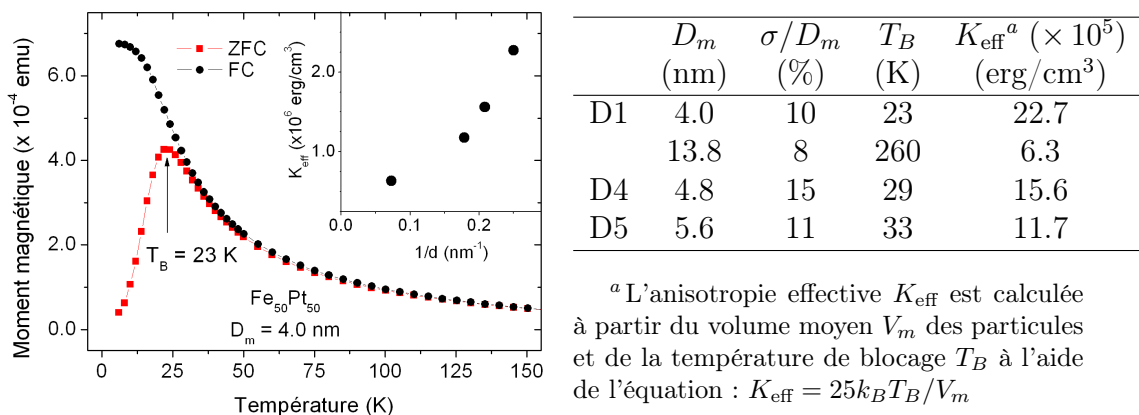 Moment magnétique (x 10⁻⁴ emu)
6.0
4.0
2.0
0.0
ZFC
FC
T_B = 23 K
Fe₅₀Pt₅₀
D_m = 4.0 nm
0 25 50 75 100 125 150
Température (K)
K_eff (x10⁶ erg/cm³)
2.0
1.0
0.0 0.1 0.2
1/d (nm⁻¹)
D_m σ/D_m T_B K_eff^a (× 10⁵)
(nm) (%) (K) (erg/cm³)
D1 4.0 10 23 22.7
13.8 8 260 6.3
D4 4.8 15 29 15.6
D5 5.6 11 33 11.7
^a L'anisotropie effective K_eff est calculée
à partir du volume moyen V_m des particules
et de la température de blocage T_B à l'aide
de l'équation : K_eff = 25k_BT_B/V_m